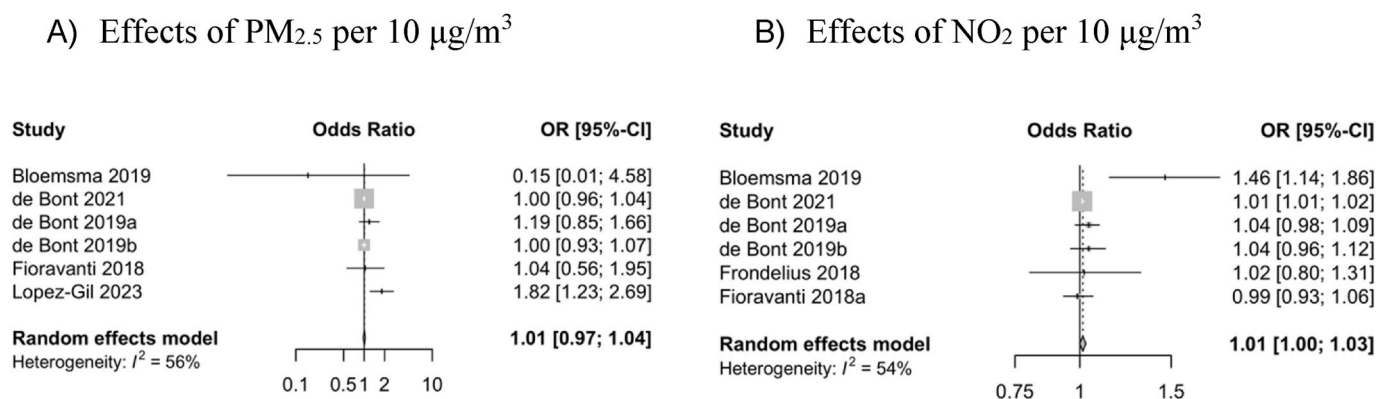 A) Effects of PM2.5 per 10 μg/m3
Study Odds Ratio OR [95%-CI]
Bloemsma 2019 0.15 [0.01; 4.58]
de Bont 2021 1.00 [0.96; 1.04]
de Bont 2019a 1.19 [0.85; 1.66]
de Bont 2019b 1.00 [0.93; 1.07]
Fioravanti 2018 1.04 [0.56; 1.95]
Lopez-Gil 2023 1.82 [1.23; 2.69]
Random effects model 1.01 [0.97; 1.04]
Heterogeneity: I2 = 56%
0.1 0.5 1 2 10
B) Effects of NO2 per 10 μg/m3
Study Odds Ratio OR [95%-CI]
Bloemsma 2019 1.46 [1.14; 1.86]
de Bont 2021 1.01 [1.01; 1.02]
de Bont 2019a 1.04 [0.98; 1.09]
de Bont 2019b 1.04 [0.96; 1.12]
Frondelius 2018 1.02 [0.80; 1.31]
Fioravanti 2018a 0.99 [0.93; 1.06]
Random effects model 1.01 [1.00; 1.03]
Heterogeneity: I2 = 54%
0.75 1 1.5